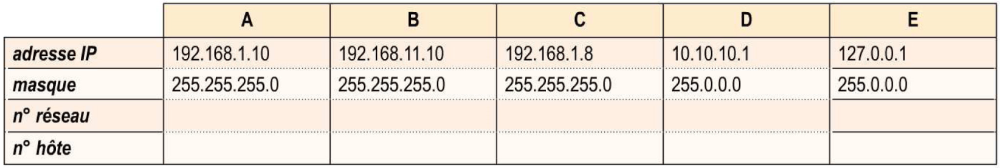 A B C D E
adresse IP 192.168.1.10 192.168.11.10 192.168.1.8 10.10.10.1 127.0.0.1
masque 255.255.255.0 255.255.255.0 255.255.255.0 255.0.0.0 255.0.0.0
n° réseau
n° hôte